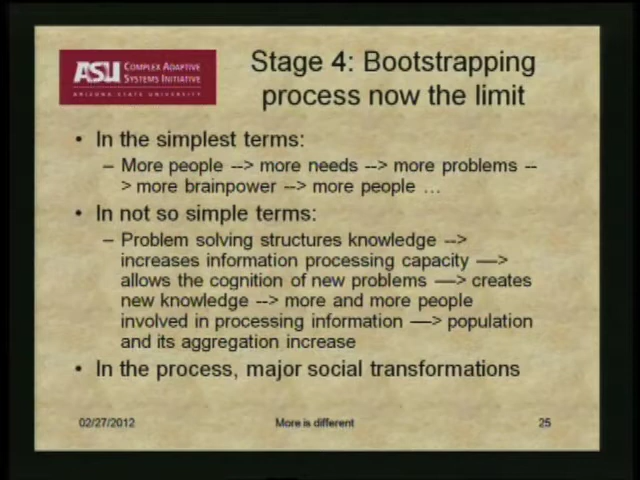 ASU COMPLEX ADAPTIVE
SYSTEMS INITIATIVE
ARIZONA STATE UNIVERSITY
Stage 4: Bootstrapping
process now the limit
• In the simplest terms:
– More people --> more needs --> more problems --
> more brainpower --> more people …
• In not so simple terms:
– Problem solving structures knowledge -->
increases information processing capacity —->
allows the cognition of new problems —-> creates
new knowledge --> more and more people
involved in processing information —-> population
and its aggregation increase
• In the process, major social transformations
02/27/2012
More is different
25